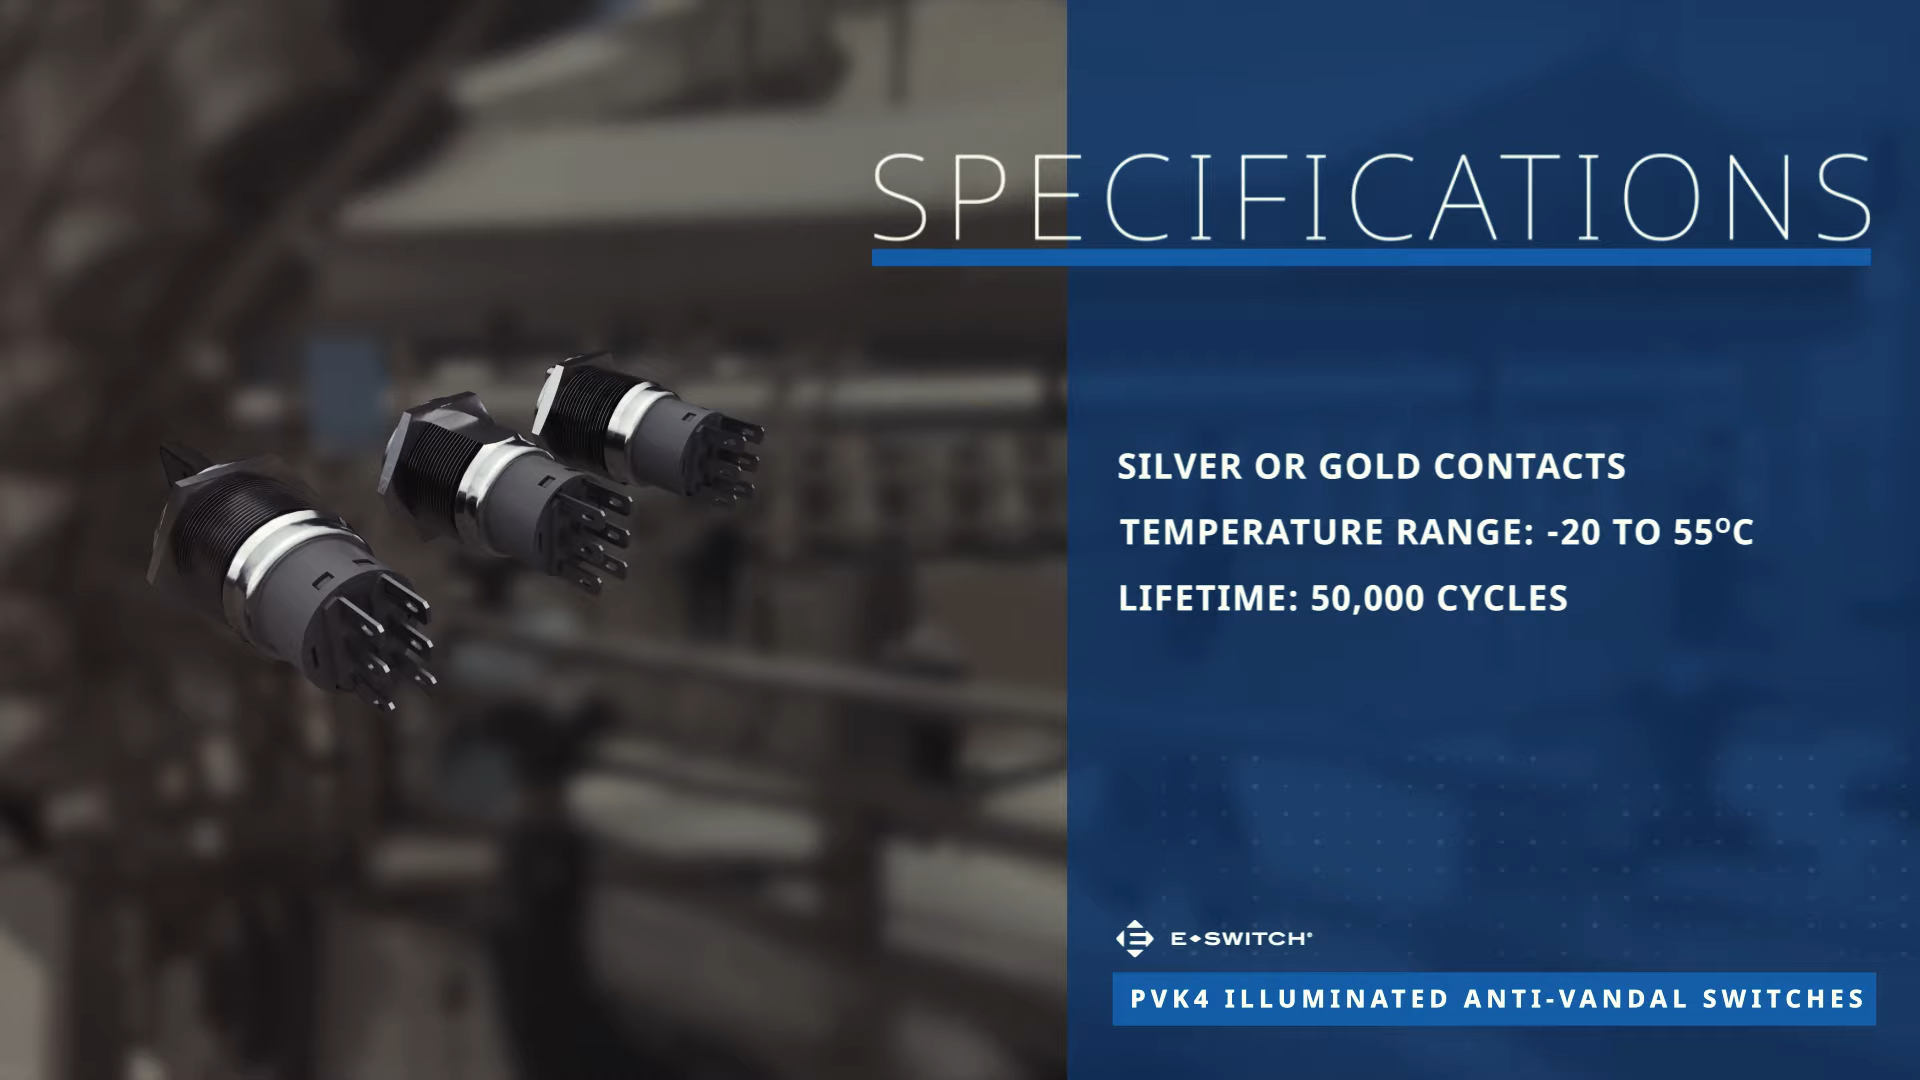 SPECIFICATIONS
SILVER OR GOLD CONTACTS
TEMPERATURE RANGE: -20 TO 55ºC
LIFETIME: 50,000 CYCLES
E•SWITCH®
PVK4 ILLUMINATED ANTI-VANDAL SWITCHES